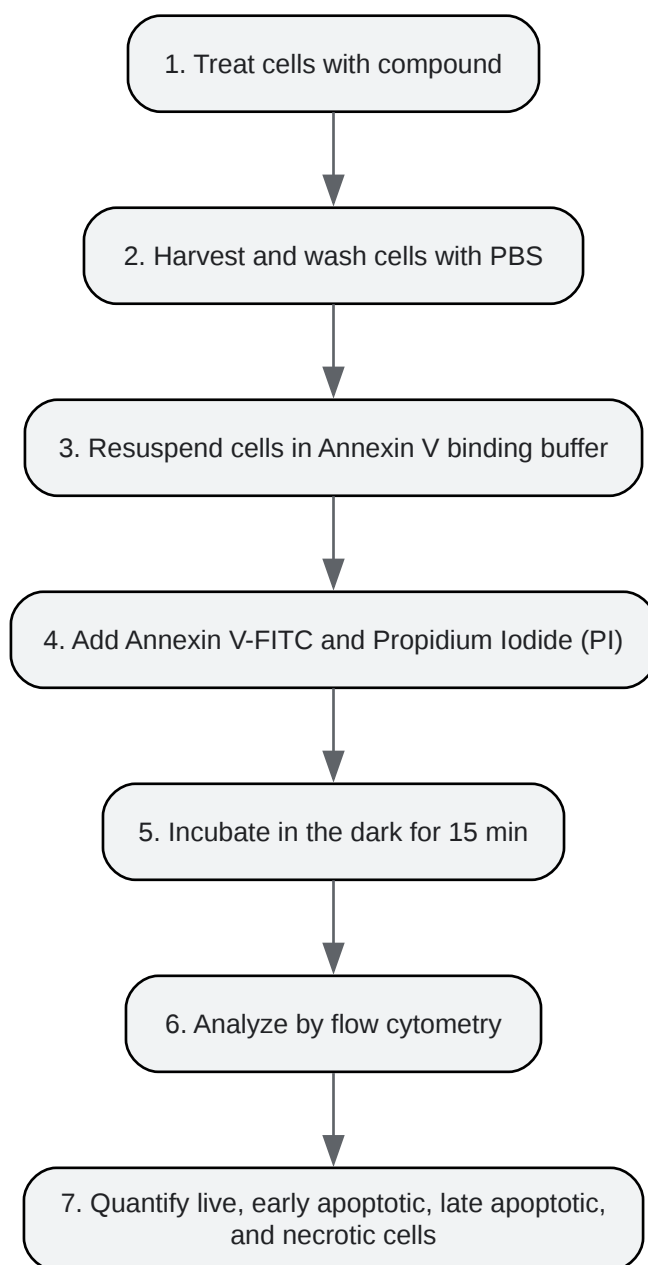 1. Treat cells with compound
2. Harvest and wash cells with PBS
3. Resuspend cells in Annexin V binding buffer
4. Add Annexin V-FITC and Propidium Iodide (PI)
5. Incubate in the dark for 15 min
6. Analyze by flow cytometry
7. Quantify live, early apoptotic, late apoptotic,
and necrotic cells